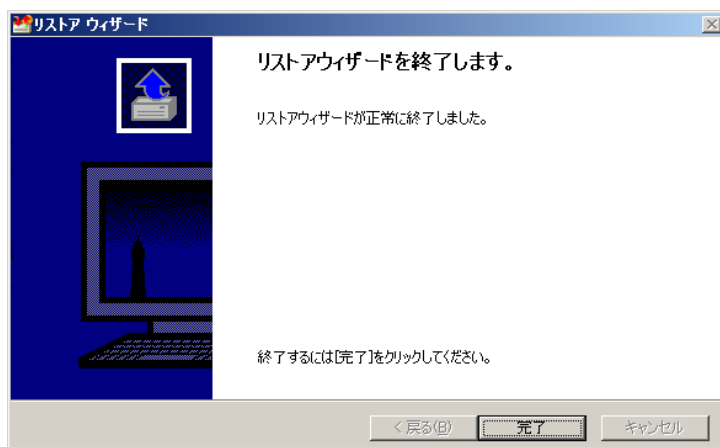 リストア ウィザード
リストアウィザードを終了します。
リストアウィザードが正常に終了しました。
終了するには[完了]をクリックしてください。
< 戻る(B)
完了
キャンセル